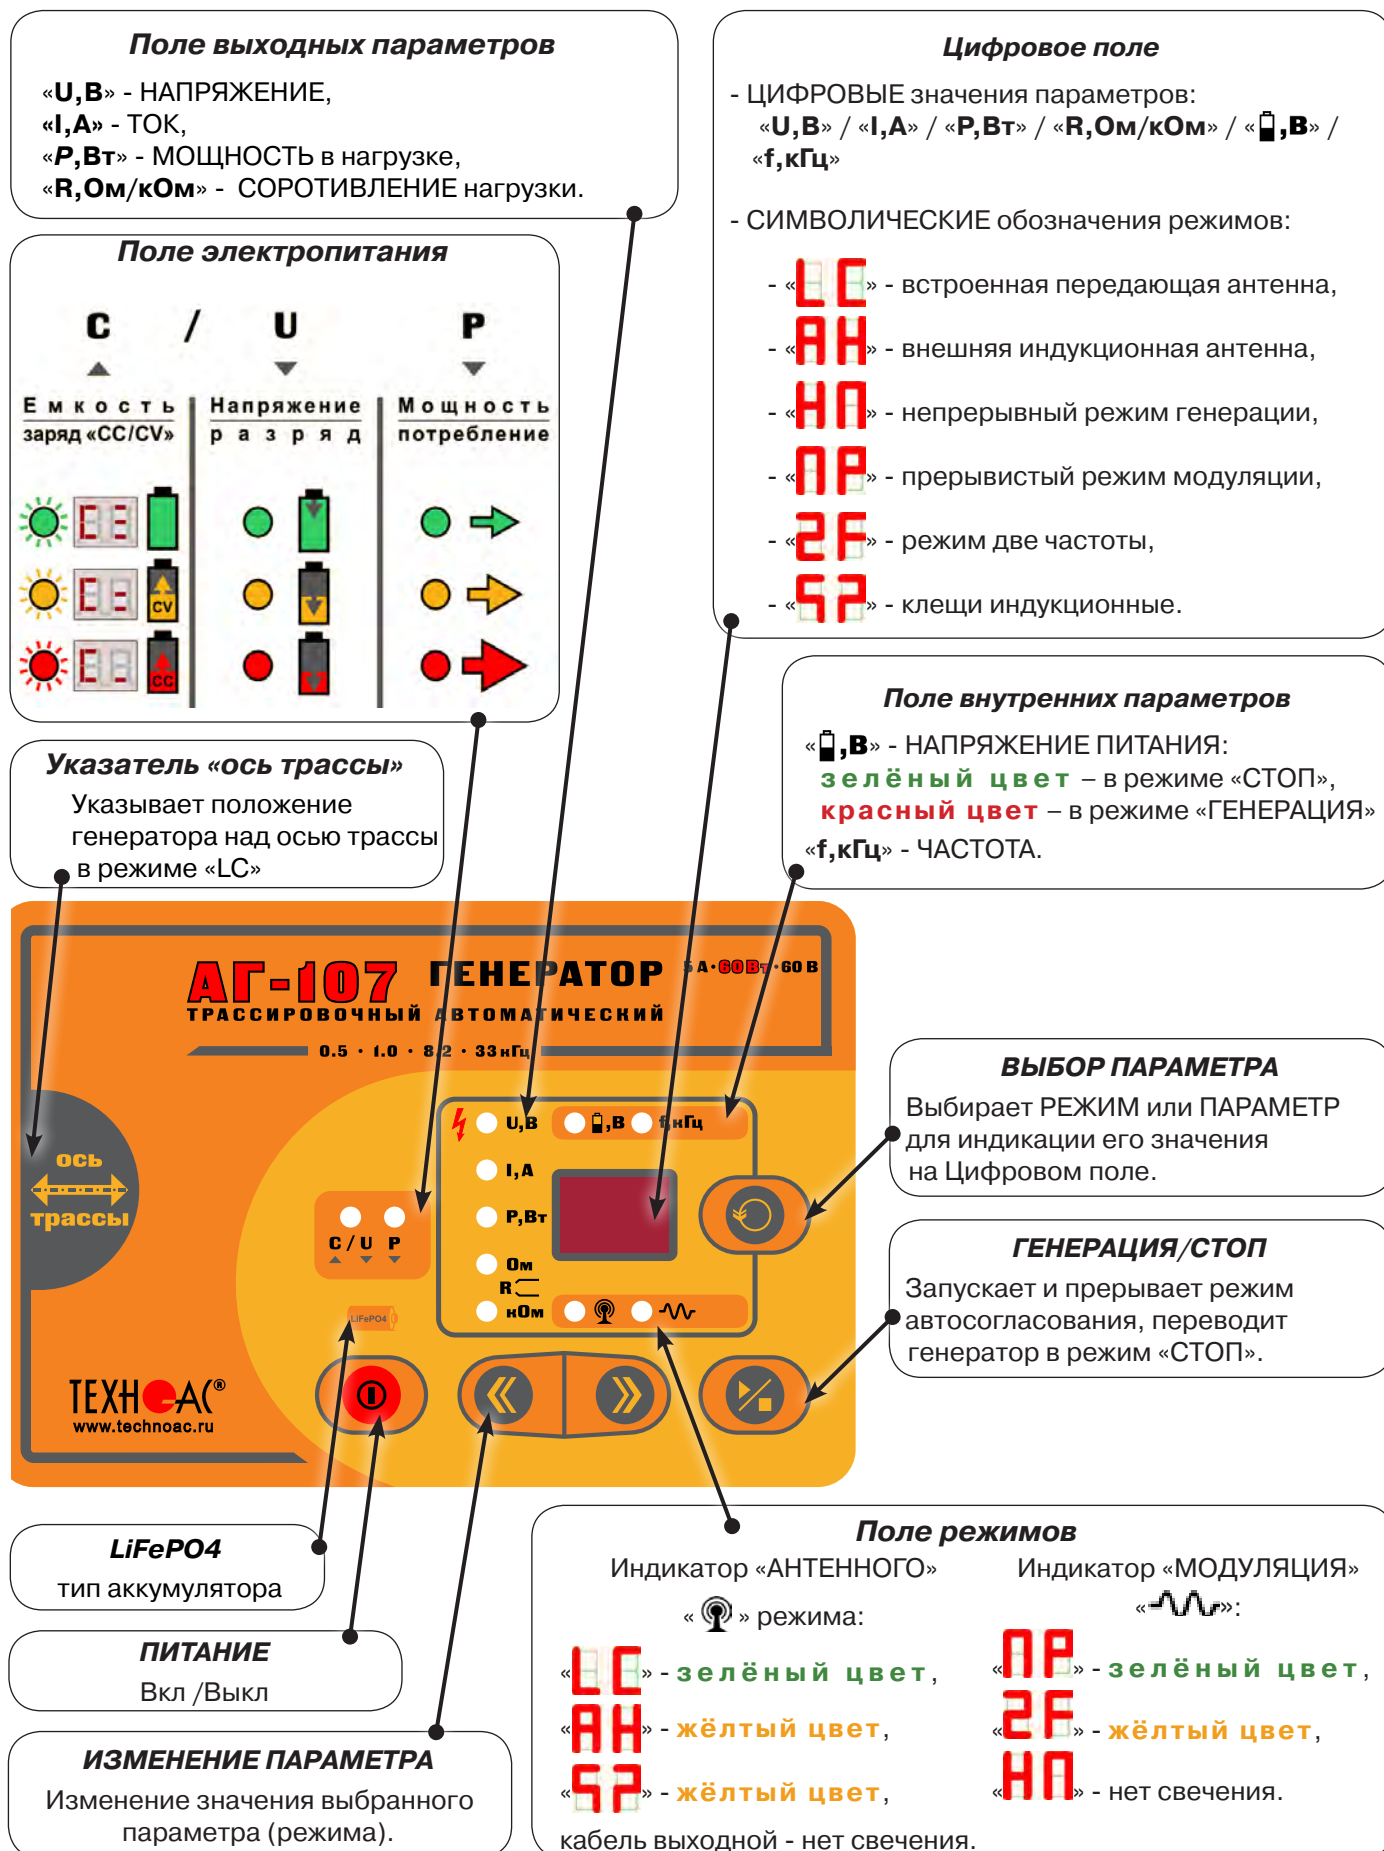 Поле выходных параметров
«U,В» - НАПРЯЖЕНИЕ,
«I,А» - ТОК,
«P,Вт» - МОЩНОСТЬ в нагрузке,
«R,Ом/кОм» - СОРОТИВЛЕНИЕ нагрузки.
Цифровое поле
- ЦИФРОВЫЕ значения параметров:
«U,В» / «I,А» / «P,Вт» / «R,Ом/кОм» / « ,В» /
«f,кГц»
- СИМВОЛИЧЕСКИЕ обозначения режимов:
- «LC» - встроенная передающая антенна,
- «АН» - внешняя индукционная антенна,
- «НП» - непрерывный режим генерации,
- «ПР» - прерывистый режим модуляции,
- «2F» - режим две частоты,
- «» - клещи индукционные.
Поле электропитания
C / U P
Емкость Напряжение Мощность
заряд «CC/CV» разряд потребление
CV
CC
Поле внутренних параметров
« ,В» - НАПРЯЖЕНИЕ ПИТАНИЯ:
зелёный цвет – в режиме «СТОП»,
красный цвет – в режиме «ГЕНЕРАЦИЯ»
«f,кГц» - ЧАСТОТА.
Указатель «ось трассы»
Указывает положение
генератора над осью трассы
в режиме «LC»
АГ-107 ГЕНЕРАТОР 5 А·60 Вт·60 В
ТРАССИРОВОЧНЫЙ АВТОМАТИЧЕСКИЙ
0.5 · 1.0 · 8.2 · 33 кГц
U,В ,В f,кГц
I,А
P,Вт
Ом
R
кОм
ось
трассы
C / U P
LiFePO4
ТЕХНО-АС®
www.technoac.ru
ВЫБОР ПАРАМЕТРА
Выбирает РЕЖИМ или ПАРАМЕТР
для индикации его значения
на Цифровом поле.
ГЕНЕРАЦИЯ/СТОП
Запускает и прерывает режим
автосогласования, переводит
генератор в режим «СТОП».
LiFePO4
тип аккумулятора
ПИТАНИЕ
Вкл /Выкл
ИЗМЕНЕНИЕ ПАРАМЕТРА
Изменение значения выбранного
параметра (режима).
Поле режимов
Индикатор «АНТЕННОГО»
« » режима:
«LC» - зелёный цвет,
«АН» - жёлтый цвет,
«» - жёлтый цвет,
кабель выходной - нет свечения.
Индикатор «МОДУЛЯЦИЯ»
« »:
«ПР» - зелёный цвет,
«2F» - жёлтый цвет,
«НП» - нет свечения.